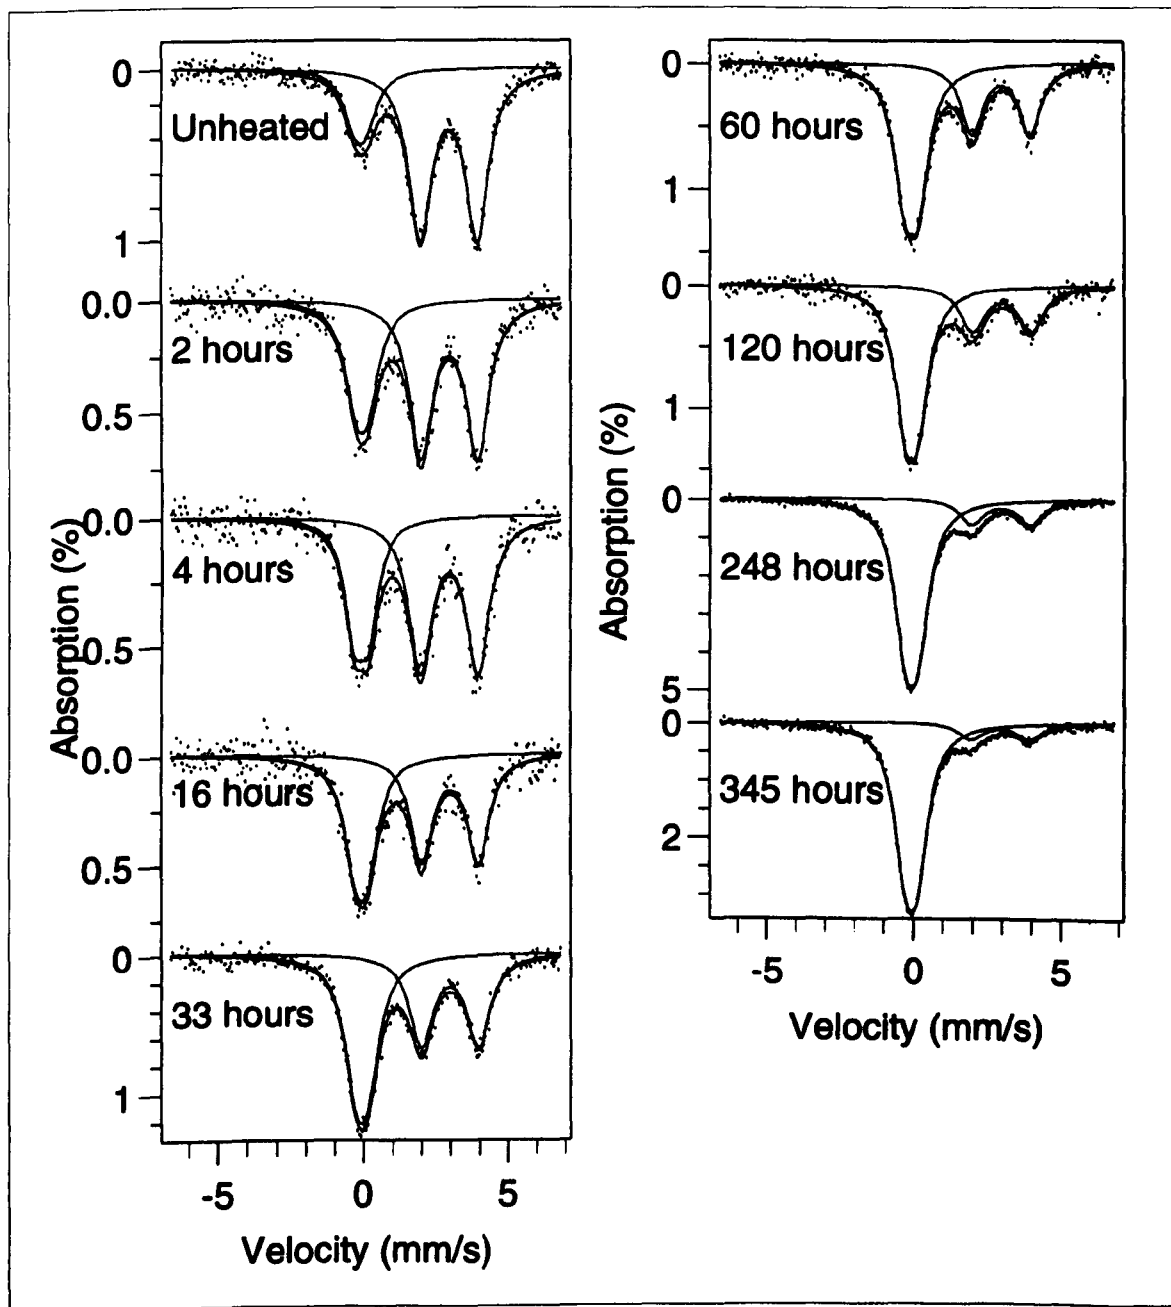 0
Unheated
1
0.0
2 hours
0.5
0.0
4 hours
0.5
0.0
16 hours
0.5
0
33 hours
1
Absorption (%)
-5 0 5
Velocity (mm/s)
0
60 hours
1
0
120 hours
1
0
248 hours
5
0
345 hours
2
Absorption (%)
-5 0 5
Velocity (mm/s)